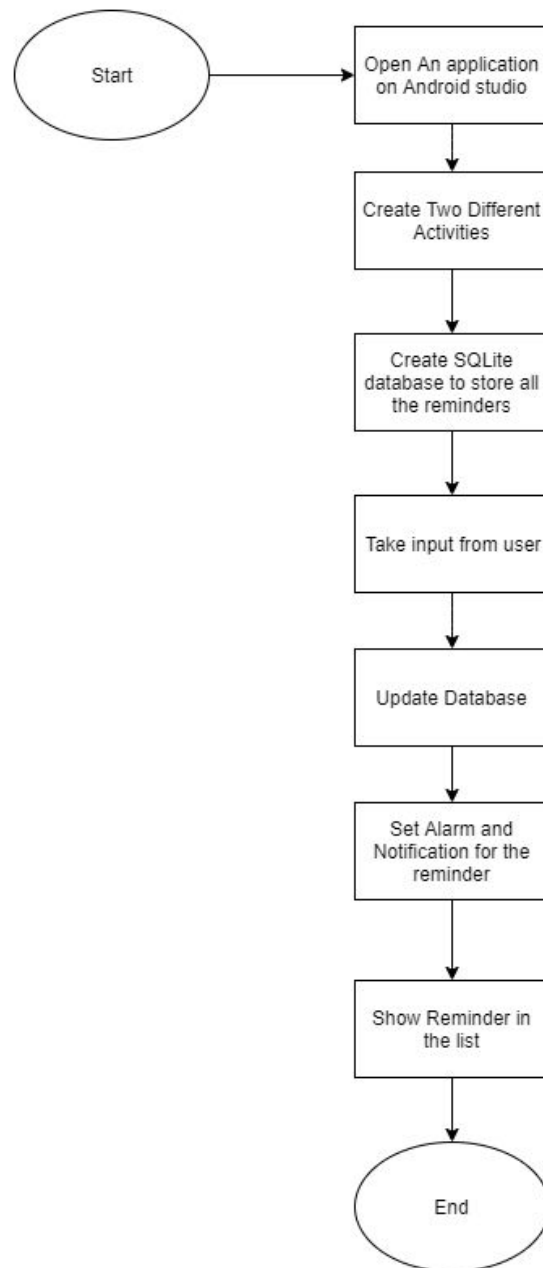 Start
Open An application
on Android studio
Create Two Different
Activities
Create SQLite
database to store all
the reminders
Take input from user
Update Database
Set Alarm and
Notification for the
reminder
Show Reminder in
the list
End